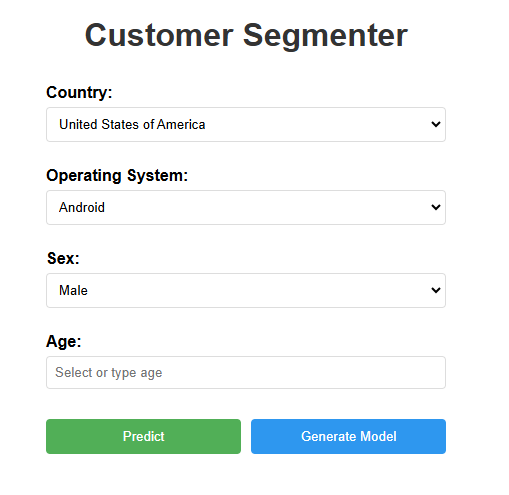 Customer Segmenter
Country:
United States of America
Operating System:
Android
Sex:
Male
Age:
Select or type age
Predict
Generate Model